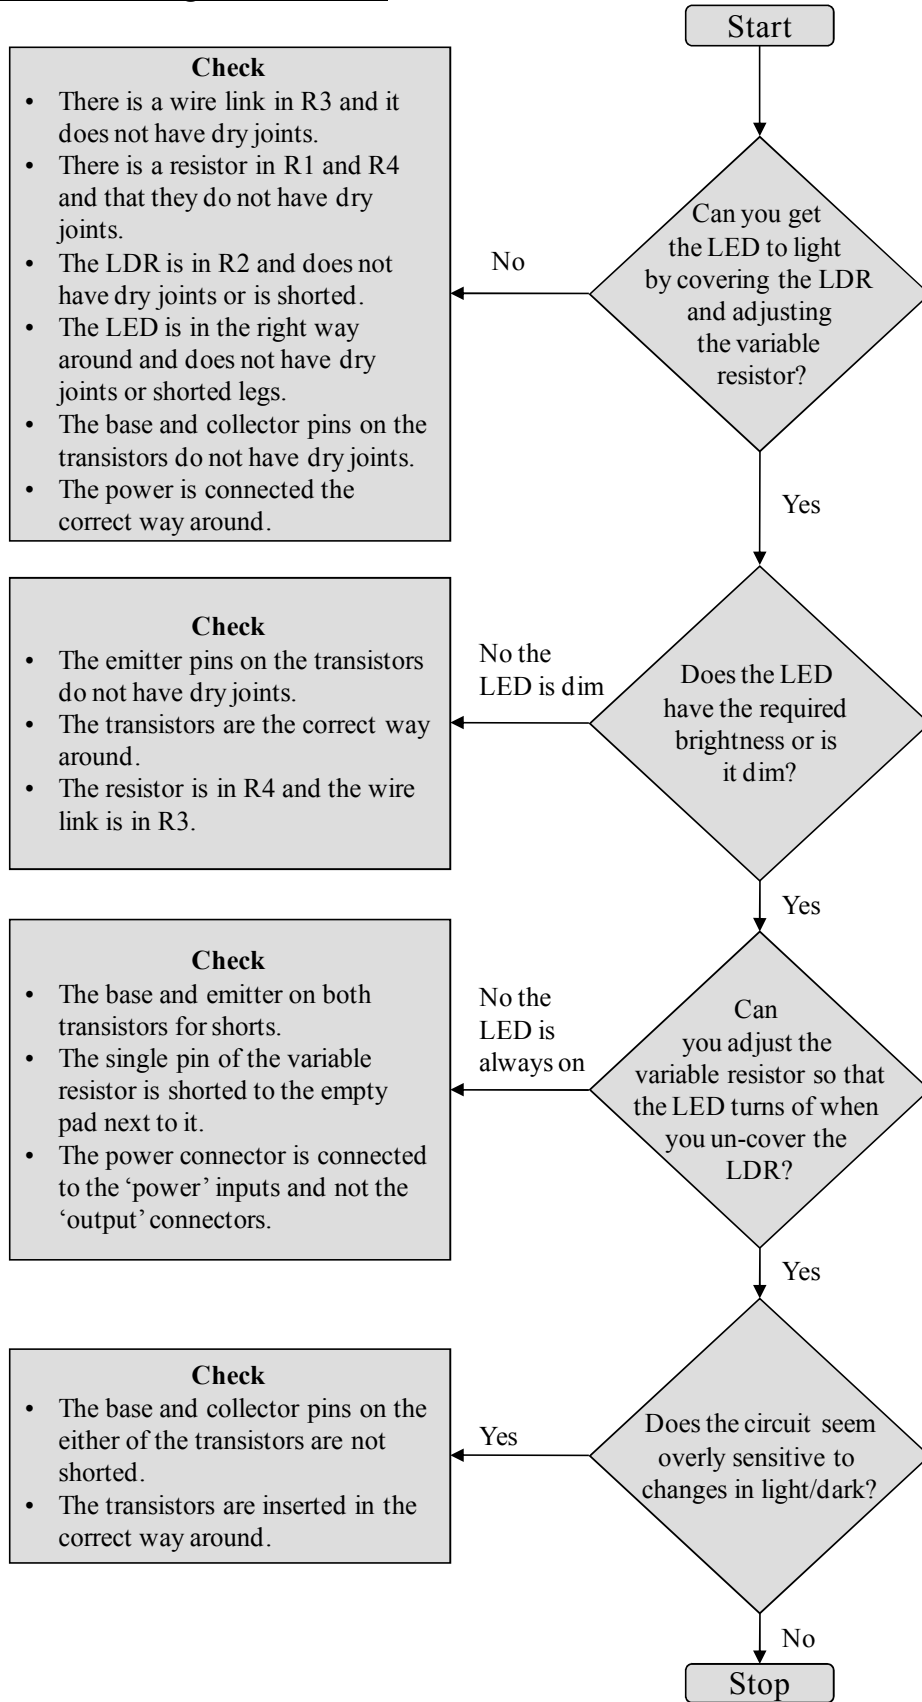 Start
Can you get
the LED to light
by covering the LDR
and adjusting
the variable
resistor?
No
Check
• There is a wire link in R3 and it
does not have dry joints.
• There is a resistor in R1 and R4
and that they do not have dry
joints.
• The LDR is in R2 and does not
have dry joints or is shorted.
• The LED is in the right way
around and does not have dry
joints or shorted legs.
• The base and collector pins on the
transistors do not have dry joints.
• The power is connected the
correct way around.
Yes
Does the LED
have the required
brightness or is
it dim?
No the
LED is dim
Check
• The emitter pins on the transistors
do not have dry joints.
• The transistors are the correct way
around.
• The resistor is in R4 and the wire
link is in R3.
Yes
Can
you adjust the
variable resistor so that
the LED turns of when
you un-cover the
LDR?
No the
LED is
always on
Check
• The base and emitter on both
transistors for shorts.
• The single pin of the variable
resistor is shorted to the empty
pad next to it.
• The power connector is connected
to the ‘power’ inputs and not the
‘output’ connectors.
Yes
Does the circuit seem
overly sensitive to
changes in light/dark?
Yes
Check
• The base and collector pins on the
either of the transistors are not
shorted.
• The transistors are inserted in the
correct way around.
No
Stop